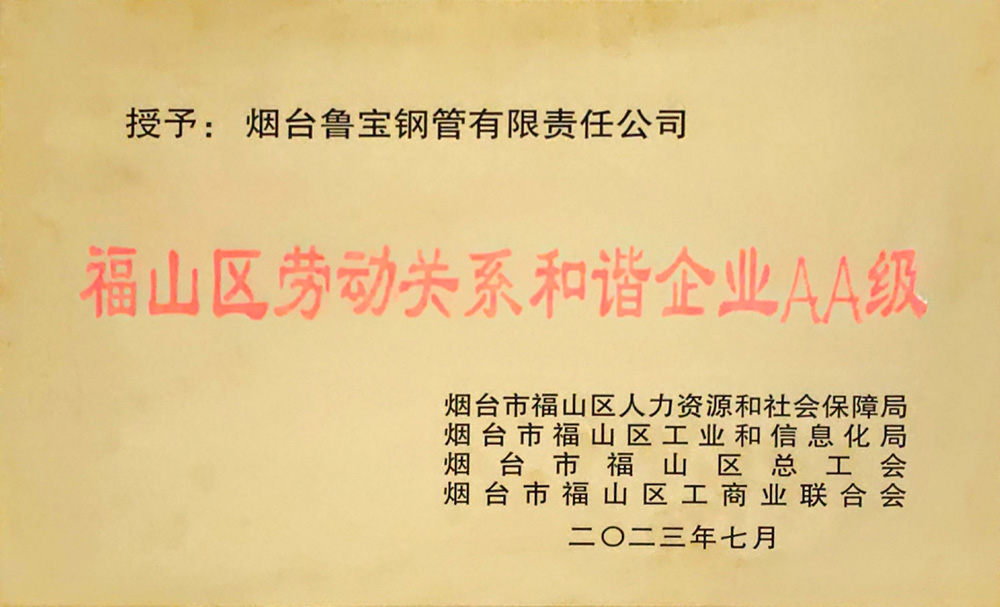 授予：烟台鲁宝钢管有限责任公司
福山区劳动关系和谐企业AA级
烟台市福山区人力资源和社会保障局
烟台市福山区工业和信息化局
烟台市福山区总工会
烟台市福山区工商业联合会
二〇二三年七月